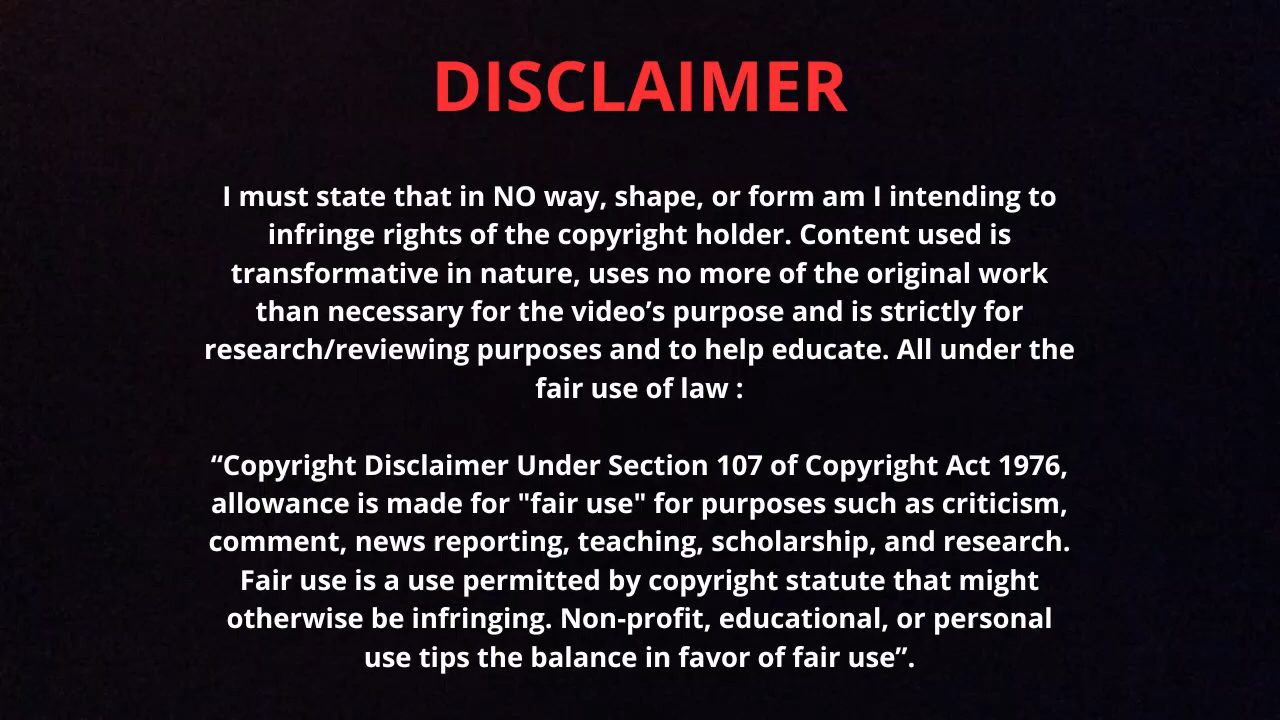 DISCLAIMER
I must state that in NO way, shape, or form am I intending to
infringe rights of the copyright holder. Content used is
transformative in nature, uses no more of the original work
than necessary for the video’s purpose and is strictly for
research/reviewing purposes and to help educate. All under the
fair use of law :
“Copyright Disclaimer Under Section 107 of Copyright Act 1976,
allowance is made for "fair use" for purposes such as criticism,
comment, news reporting, teaching, scholarship, and research.
Fair use is a use permitted by copyright statute that might
otherwise be infringing. Non-profit, educational, or personal
use tips the balance in favor of fair use”.